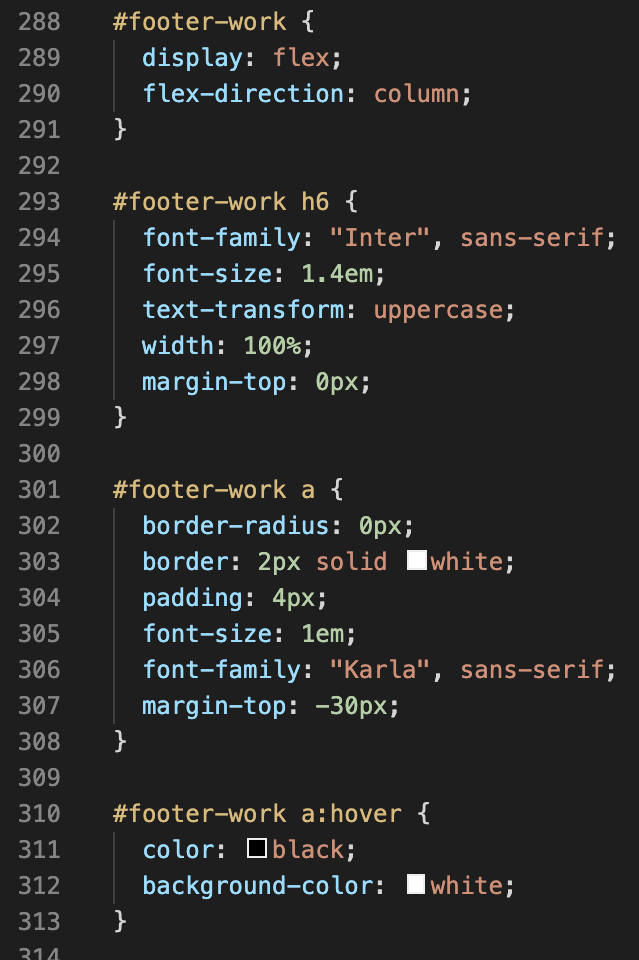 288 #footer-work {
289 display: flex;
290 flex-direction: column;
291 }
292
293 #footer-work h6 {
294 font-family: "Inter", sans-serif;
295 font-size: 1.4em;
296 text-transform: uppercase;
297 width: 100%;
298 margin-top: 0px;
299 }
300
301 #footer-work a {
302 border-radius: 0px;
303 border: 2px solid white;
304 padding: 4px;
305 font-size: 1em;
306 font-family: "Karla", sans-serif;
307 margin-top: -30px;
308 }
309
310 #footer-work a:hover {
311 color: black;
312 background-color: white;
313 }
314